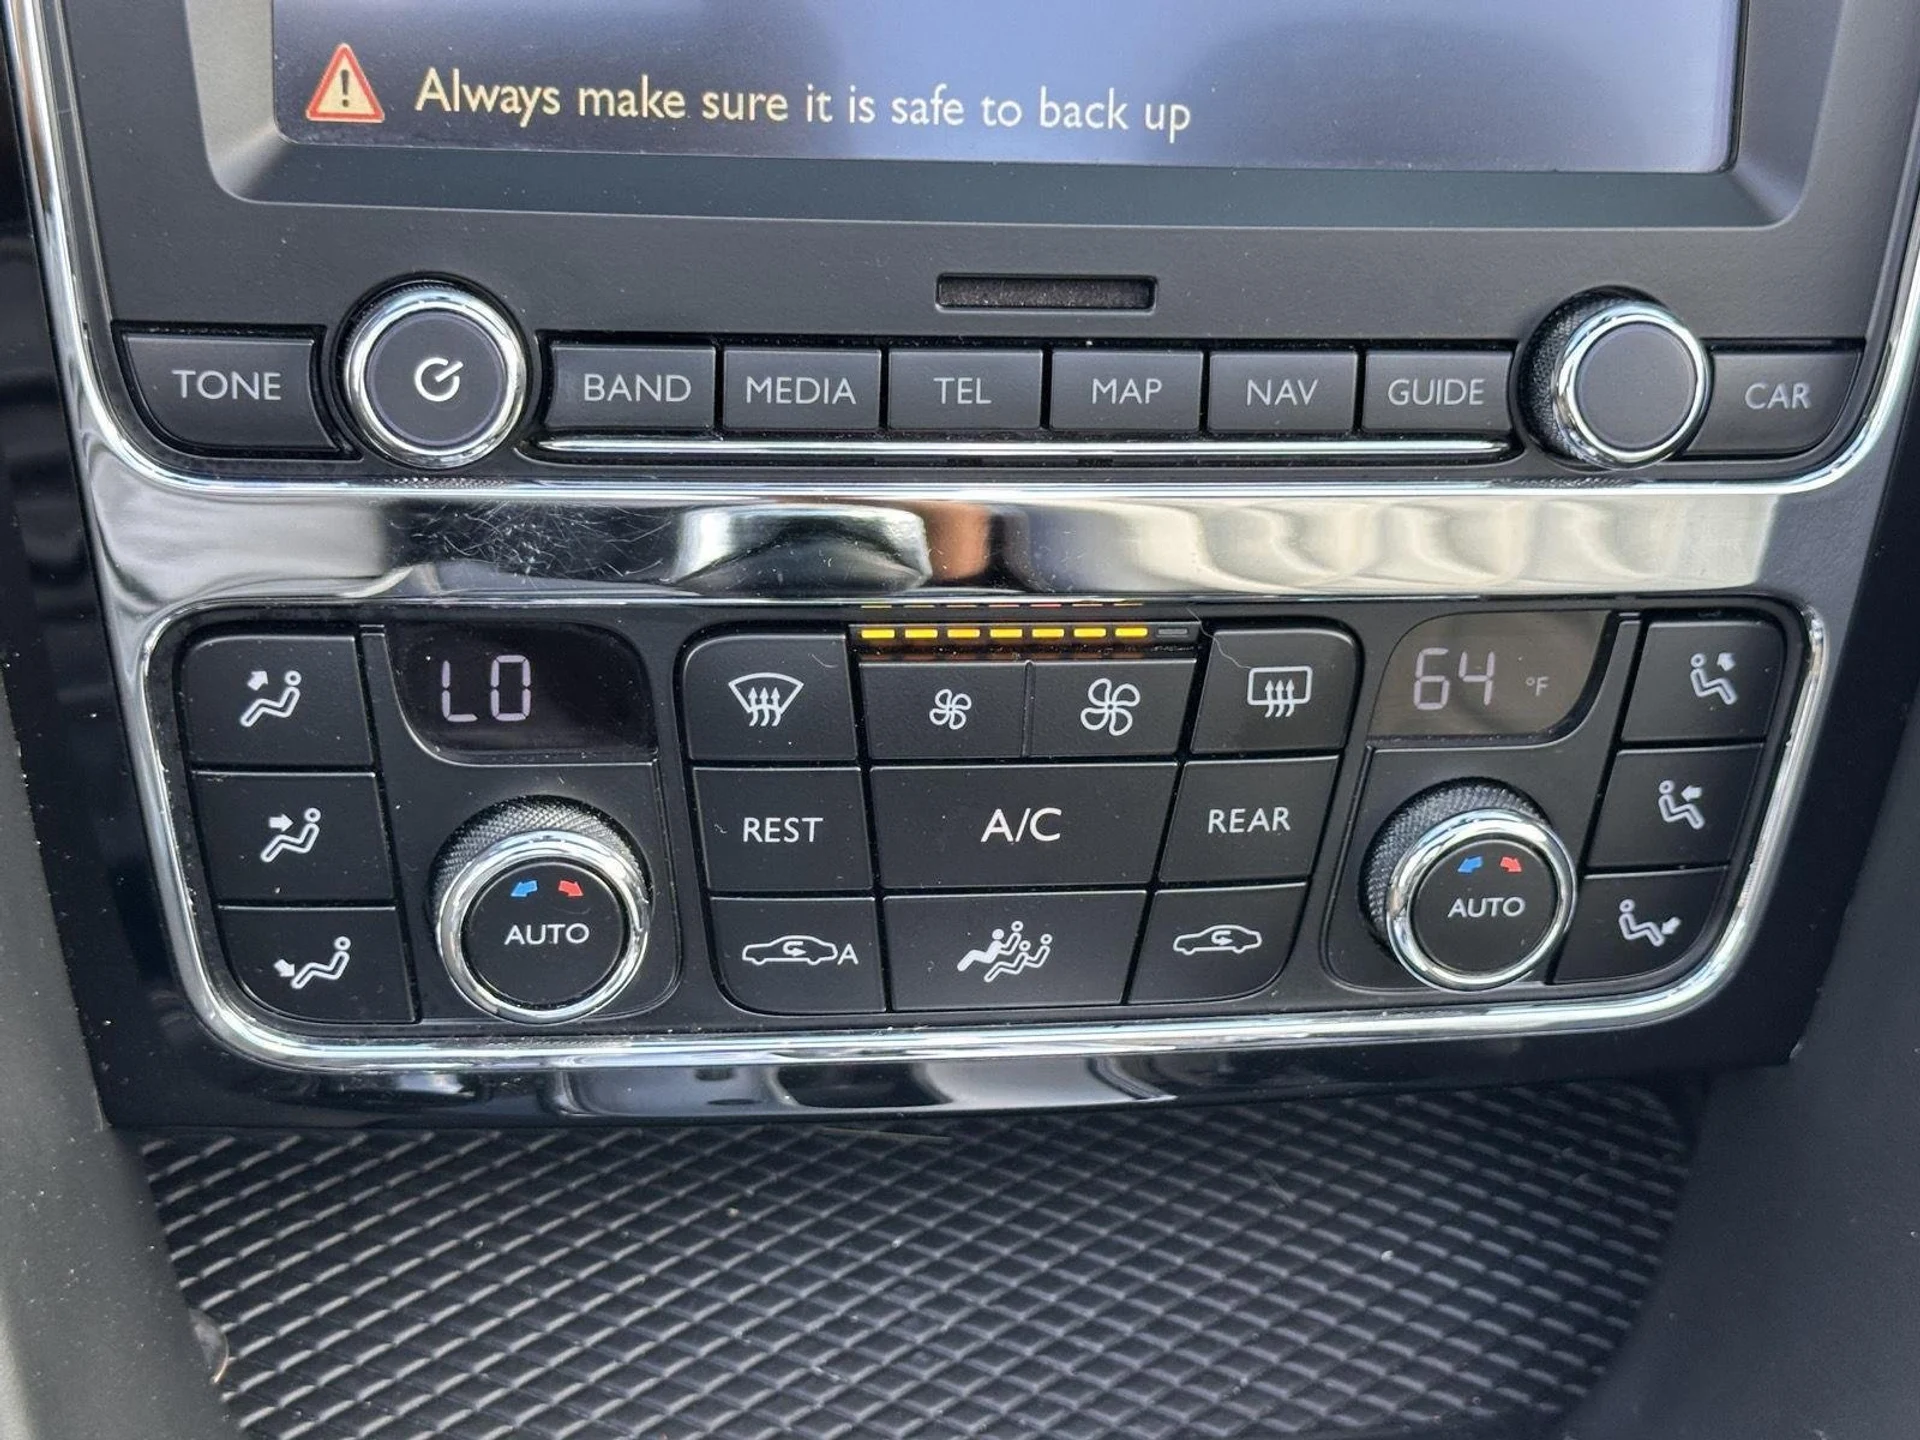 Always make sure it is safe to back up
TONE BAND MEDIA TEL MAP NAV GUIDE CAR
LO 64 °F
REST A/C REAR
AUTO AUTO
A